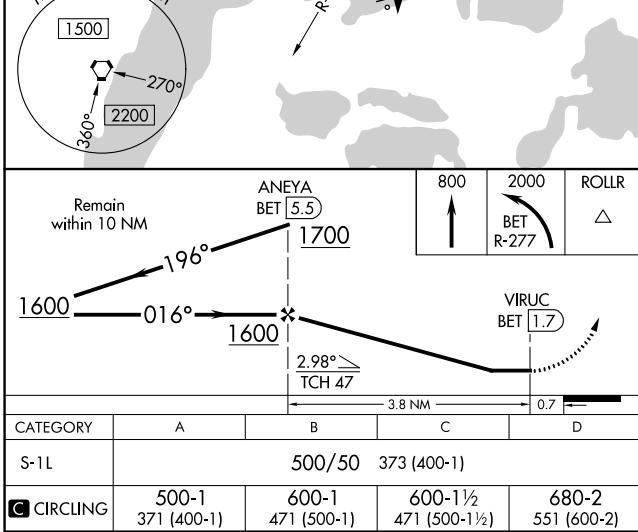 1500
270°
360°
2200
Remain
within 10 NM
ANEYA
BET 5.5
1700
800
2000
BET
R-277
ROLLR
196°
1600
016°
1600
VIRUC
BET 1.7
2.98°
TCH 47
3.8 NM
0.7
CATEGORY A B C D
S-1L 500/50 373 (400-1)
C CIRCLING 500-1 600-1 600-1½ 680-2
371 (400-1) 471 (500-1) 471 (500-1½) 551 (600-2)